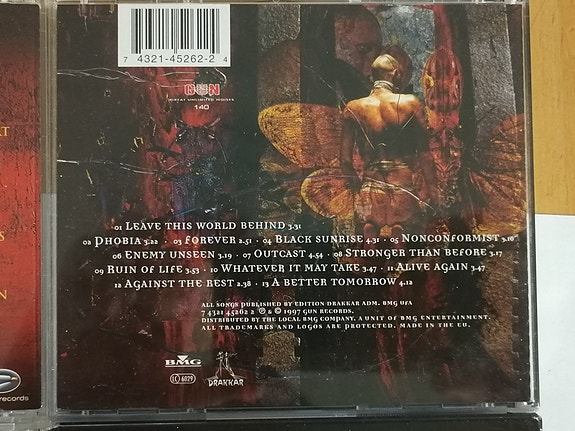 7 4321-45262-2 4
GUN
GREAT UNLIMITED NOISES
140
AT
S
N
records
01 LEAVE THIS WORLD BEHIND 3.31
02 PHOBIA 3.22 · 03 FOREVER 2.51 · 04 BLACK SUNRISE 4.31 · 05 NONCONFORMIST 3.16
06 ENEMY UNSEEN 3.19 · 07 OUTCAST 4.54 · 08 STRONGER THAN BEFORE 3.17
09 RUIN OF LIFE 3.53 · 10 WHATEVER IT MAY TAKE 3.47 · 11 ALIVE AGAIN 3.47
12 AGAINST THE REST 2.38 · 13 A BETTER TOMORROW 4.12
ALL SONGS PUBLISHED BY EDITION DRAKKAR ADM. BMG UFA
7 4321 45262 2 ℗ & © 1997 GUN RECORDS.
DISTRIBUTED BY THE LOCAL BMG COMPANY. A UNIT OF BMG ENTERTAINMENT.
ALL TRADEMARKS AND LOGOS ARE PROTECTED. MADE IN THE EU.
BMG
LC 6029
DRAKKAR